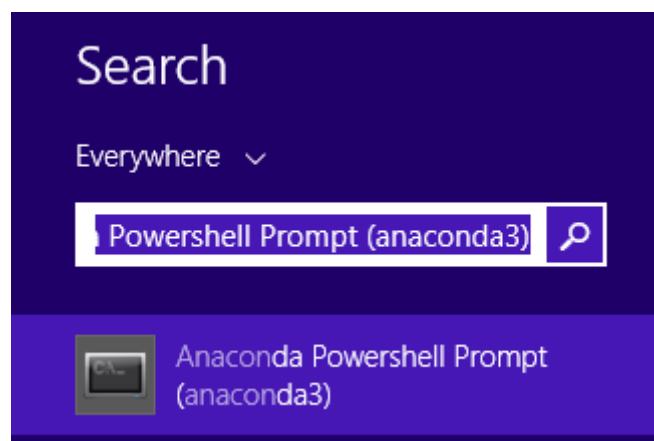 Search
Everywhere
Powershell Prompt (anaconda3)
Anaconda Powershell Prompt
(anaconda3)